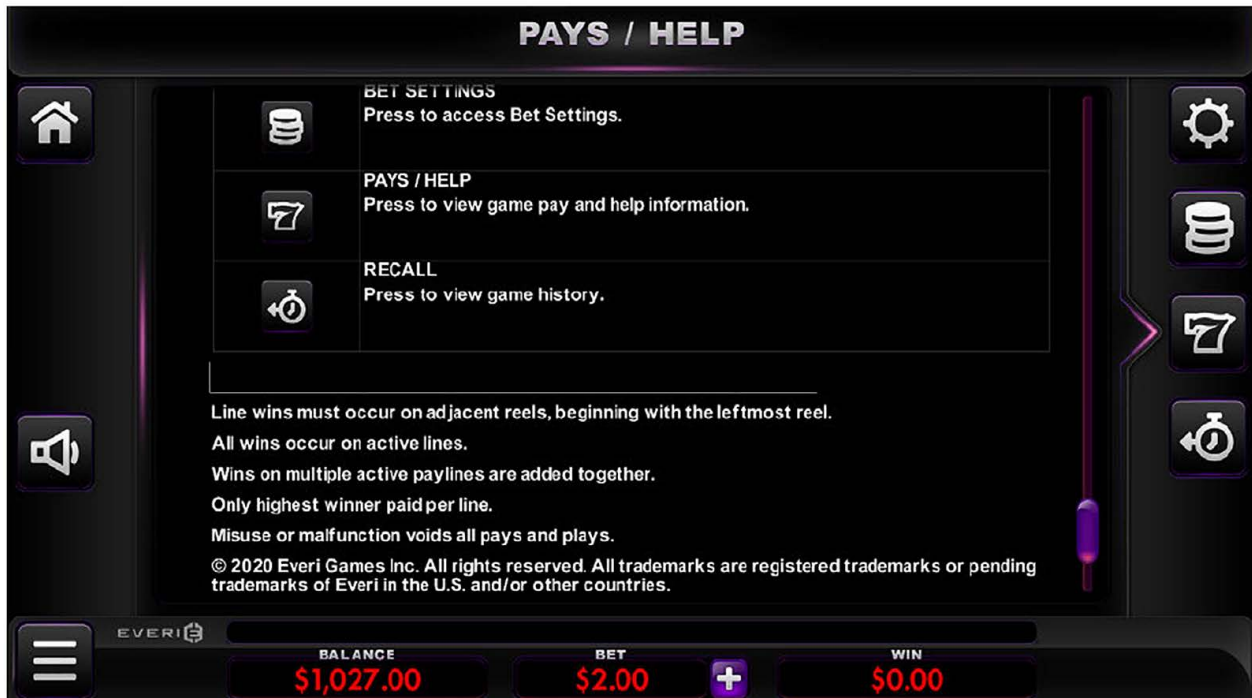 PAYS / HELP
BET SETTINGS
Press to access Bet Settings.
PAYS / HELP
Press to view game pay and help information.
RECALL
Press to view game history.
Line wins must occur on adjacent reels, beginning with the leftmost reel.
All wins occur on active lines.
Wins on multiple active paylines are added together.
Only highest winner paid per line.
Misuse or malfunction voids all pays and plays.
© 2020 Everi Games Inc. All rights reserved. All trademarks are registered trademarks or pending
trademarks of Everi in the U.S. and/or other countries.
EVERI
BALANCE
$1,027.00
BET
$2.00
WIN
$0.00